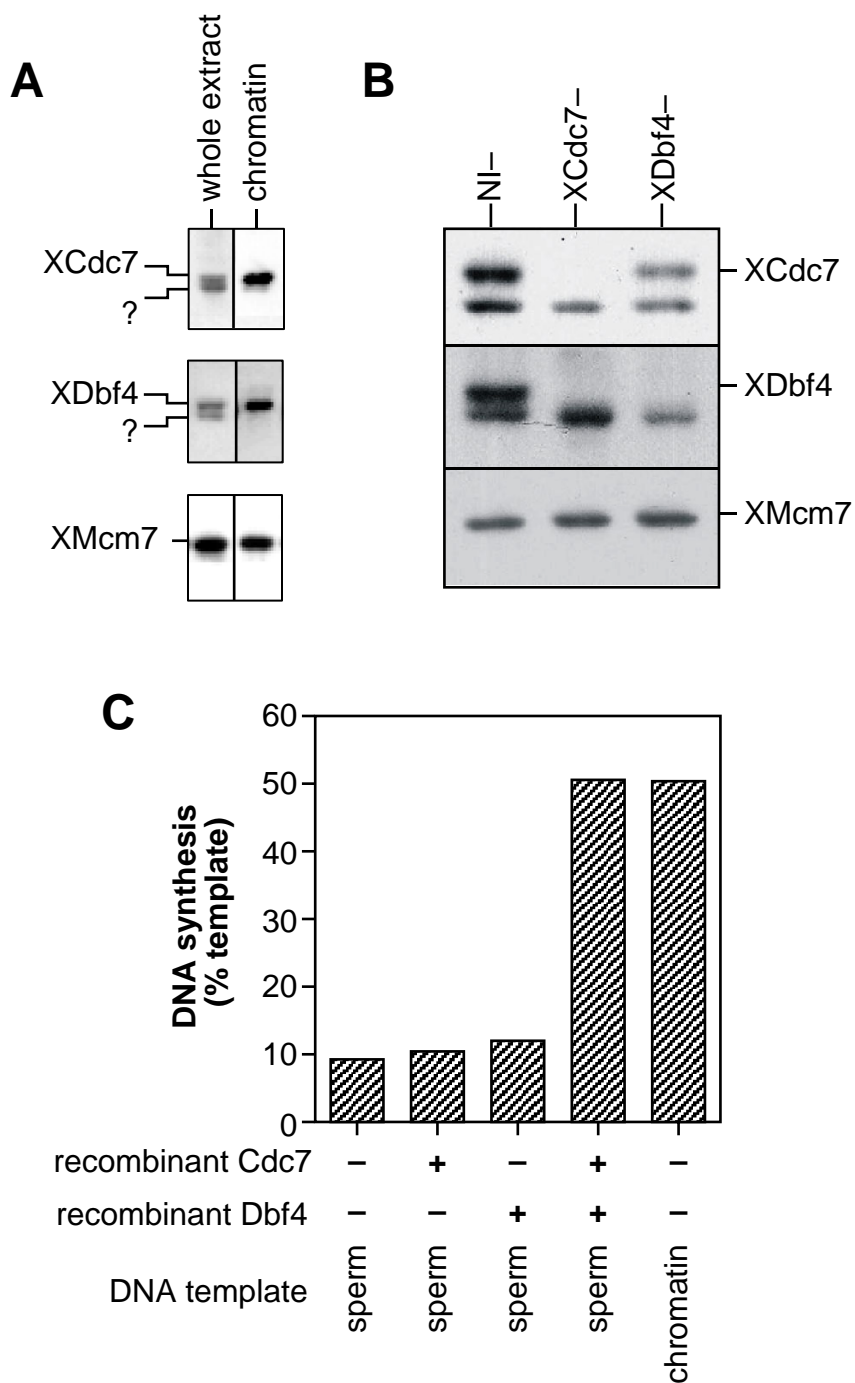 A
whole extract
chromatin
XCdc7
?
XDbf4
?
XMcm7
B
NI–
XCdc7–
XDbf4–
XCdc7
XDbf4
XMcm7
C
DNA synthesis
(% template)
60
50
40
30
20
10
0
recombinant Cdc7 – + – + –
recombinant Dbf4 – – + + –
DNA template sperm sperm sperm sperm chromatin